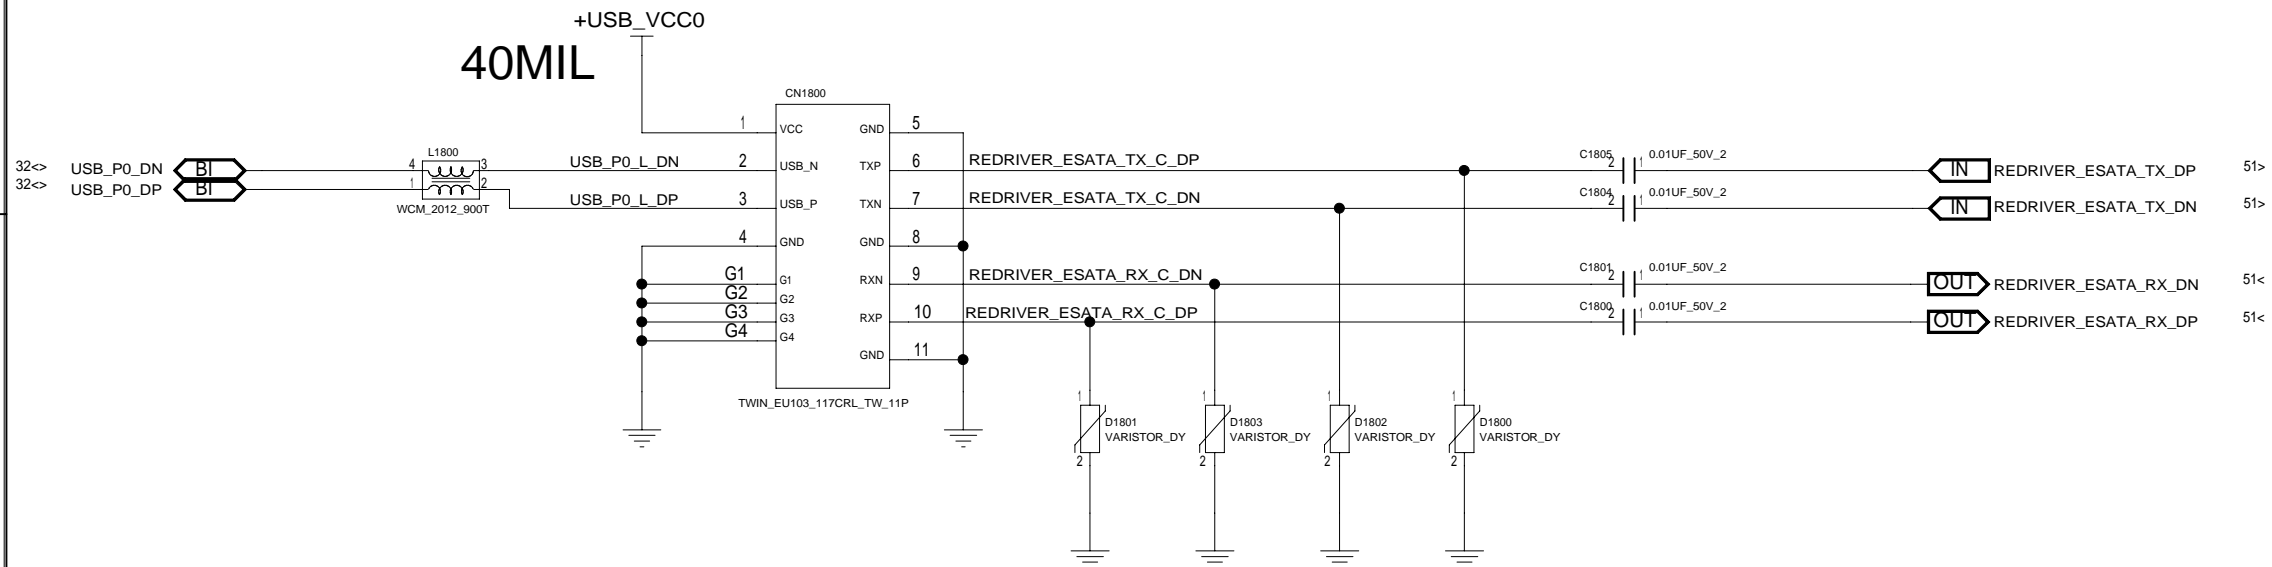 +USB_VCC0
40MIL
CN1800
1 VCC GND 5
32<> USB_P0_DN BI 4 L1800 3 USB_P0_L_DN 2 USB_N TXP 6 REDRIVER_ESATA_TX_C_DP C1805 2 1 0.01UF_50V_2 IN REDRIVER_ESATA_TX_DP 51>
32<> USB_P0_DP BI 1 2 USB_P0_L_DP 3 USB_P TXN 7 REDRIVER_ESATA_TX_C_DN C1804 2 1 0.01UF_50V_2 IN REDRIVER_ESATA_TX_DN 51>
WCM_2012_900T
4 GND GND 8
G1 G1 RXN 9 REDRIVER_ESATA_RX_C_DN C1801 2 1 0.01UF_50V_2 OUT REDRIVER_ESATA_RX_DN 51<
G2 G2
G3 G3 RXP 10 REDRIVER_ESATA_RX_C_DP C1800 2 1 0.01UF_50V_2 OUT REDRIVER_ESATA_RX_DP 51<
G4 G4
GND 11
TWIN_EU103_117CRL_TW_11P
1 1 1 1
D1801 D1803 D1802 D1800
VARISTOR_DY VARISTOR_DY VARISTOR_DY VARISTOR_DY
2 2 2 2